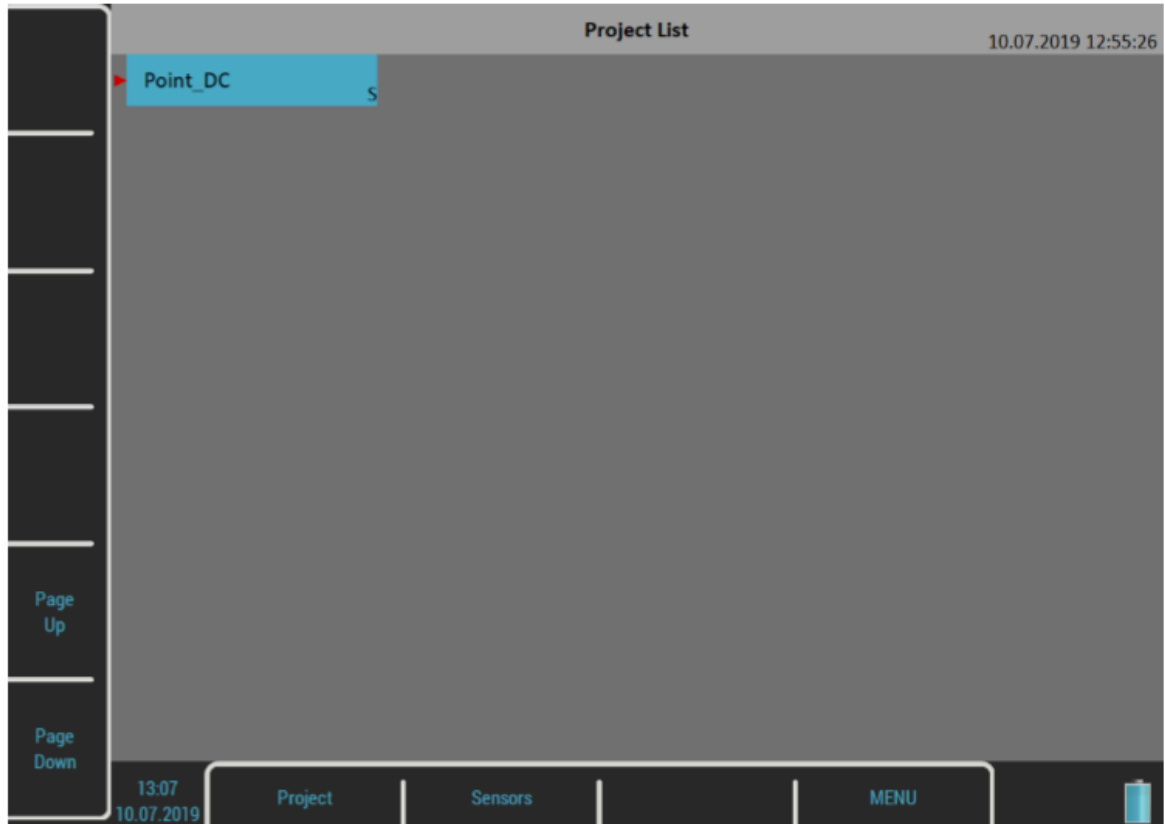 Project List
10.07.2019 12:55:26
Point_DC
S
Page
Up
Page
Down
13:07
10.07.2019
Project
Sensors
MENU